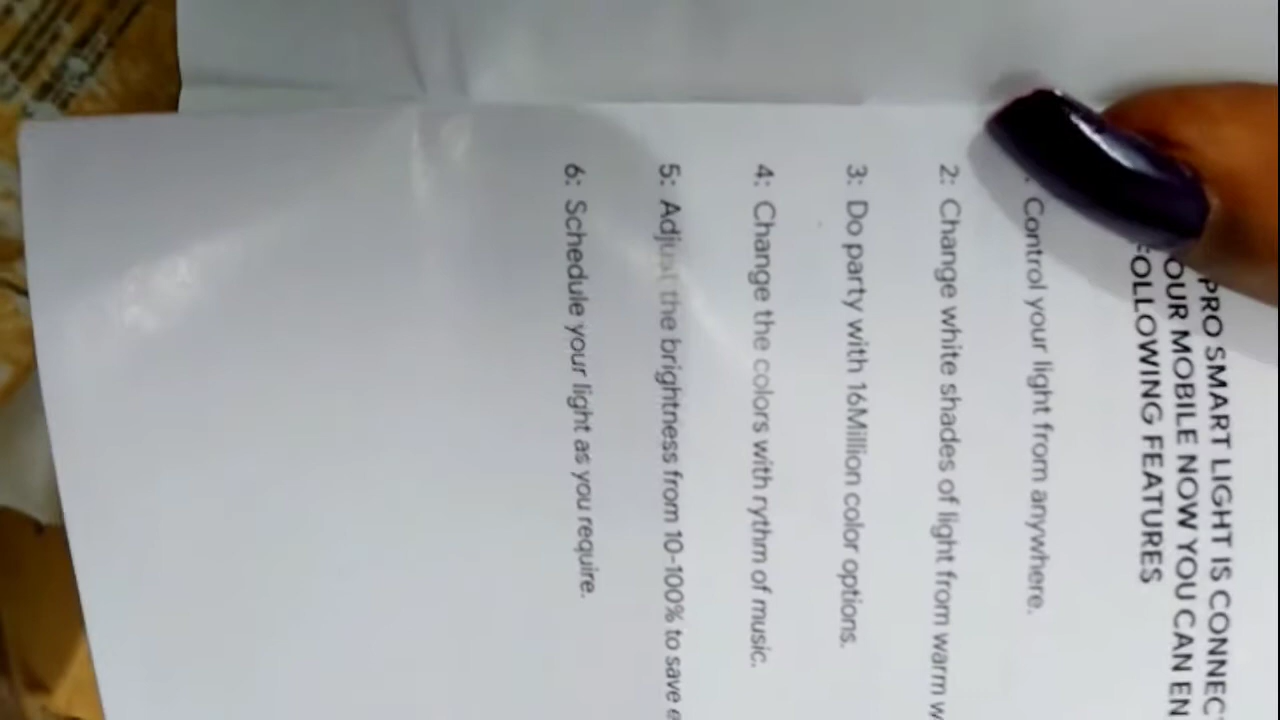 PRO SMART LIGHT IS CONNEC
OUR MOBILE NOW YOU CAN EN
FOLLOWING FEATURES
. Control your light from anywhere.
2: Change white shades of light from warm w
3: Do party with 16Million color options.
4: Change the colors with rythm of music.
5: Adjust the brightness from 10-100% to save e
6: Schedule your light as you require.